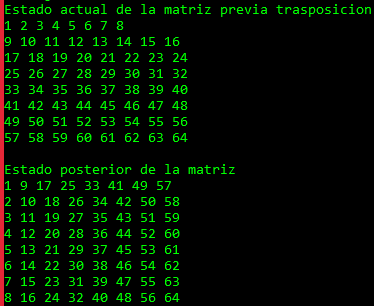 Estado actual de la matriz previa trasposicion
1 2 3 4 5 6 7 8
9 10 11 12 13 14 15 16
17 18 19 20 21 22 23 24
25 26 27 28 29 30 31 32
33 34 35 36 37 38 39 40
41 42 43 44 45 46 47 48
49 50 51 52 53 54 55 56
57 58 59 60 61 62 63 64
Estado posterior de la matriz
1 9 17 25 33 41 49 57
2 10 18 26 34 42 50 58
3 11 19 27 35 43 51 59
4 12 20 28 36 44 52 60
5 13 21 29 37 45 53 61
6 14 22 30 38 46 54 62
7 15 23 31 39 47 55 63
8 16 24 32 40 48 56 64